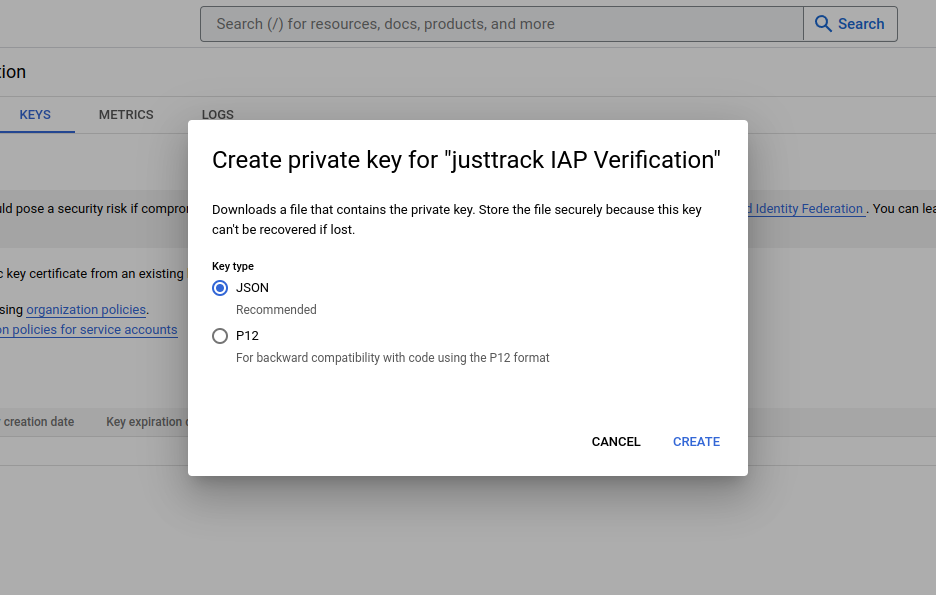 Search (/) for resources, docs, products, and more
Search
tion
KEYS METRICS LOGS
Create private key for "justtrack IAP Verification"
Downloads a file that contains the private key. Store the file securely because this key
can't be recovered if lost.
Key type
JSON
Recommended
P12
For backward compatibility with code using the P12 format
CANCEL CREATE
uld pose a security risk if compro
d Identity Federation . You can lea
c key certificate from an existing
sing organization policies.
on policies for service accounts
creation date Key expiration